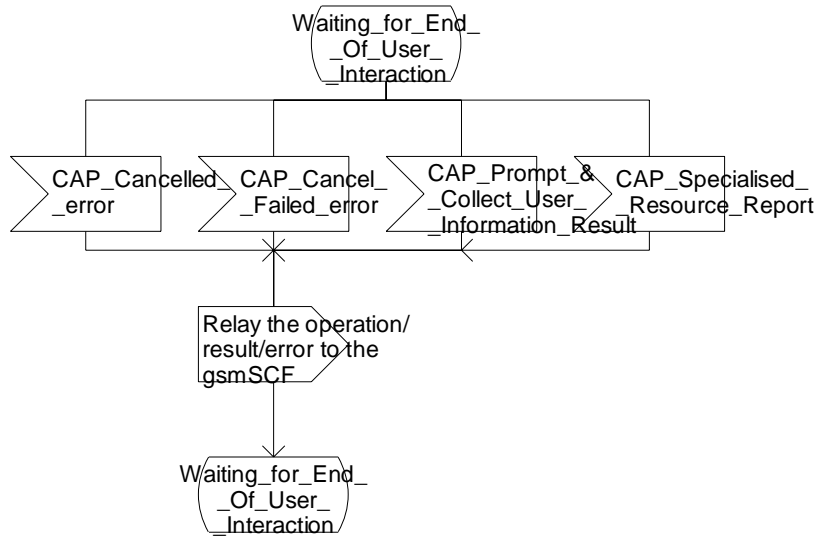 Waiting_for_End_
_Of_User_
_Interaction
CAP_Cancelled_
_error
CAP_Cancel_
_Failed_error
CAP_Prompt_&
_Collect_User_
_Information_Result
CAP_Specialised_
_Resource_Report
Relay the operation/
result/error to the
gsmSCF
Waiting_for_End_
_Of_User_
_Interaction